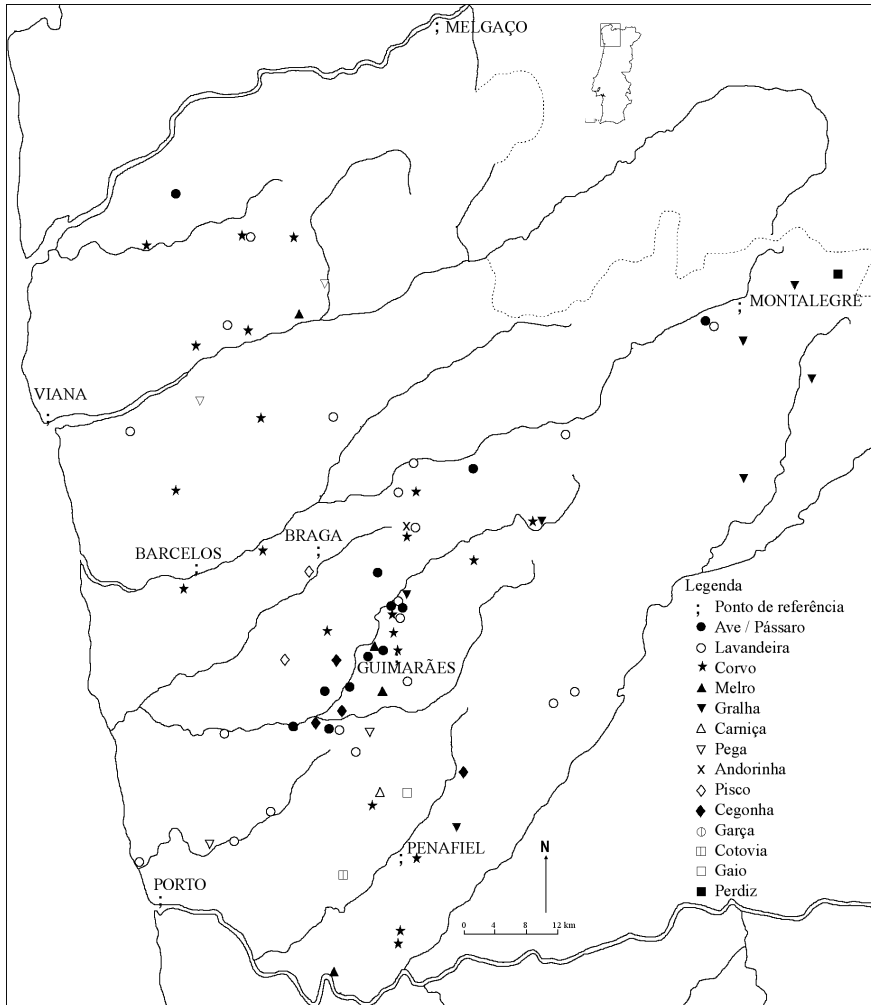 ; MELGAÇO
MONTALEGRE
;
VIANA
;
BRAGA
;
BARCELOS
;
Legenda
; Ponto de referência
Ave / Pássaro
Lavandeira
Corvo
Melro
Gralha
Carniça
Pega
x Andorinha
Pisco
Cegonha
Garça
Cotovia
Gaio
Perdiz
GUIMARÃES
;
PENAFIEL
;
N
PORTO
;
0 4 8 12 km